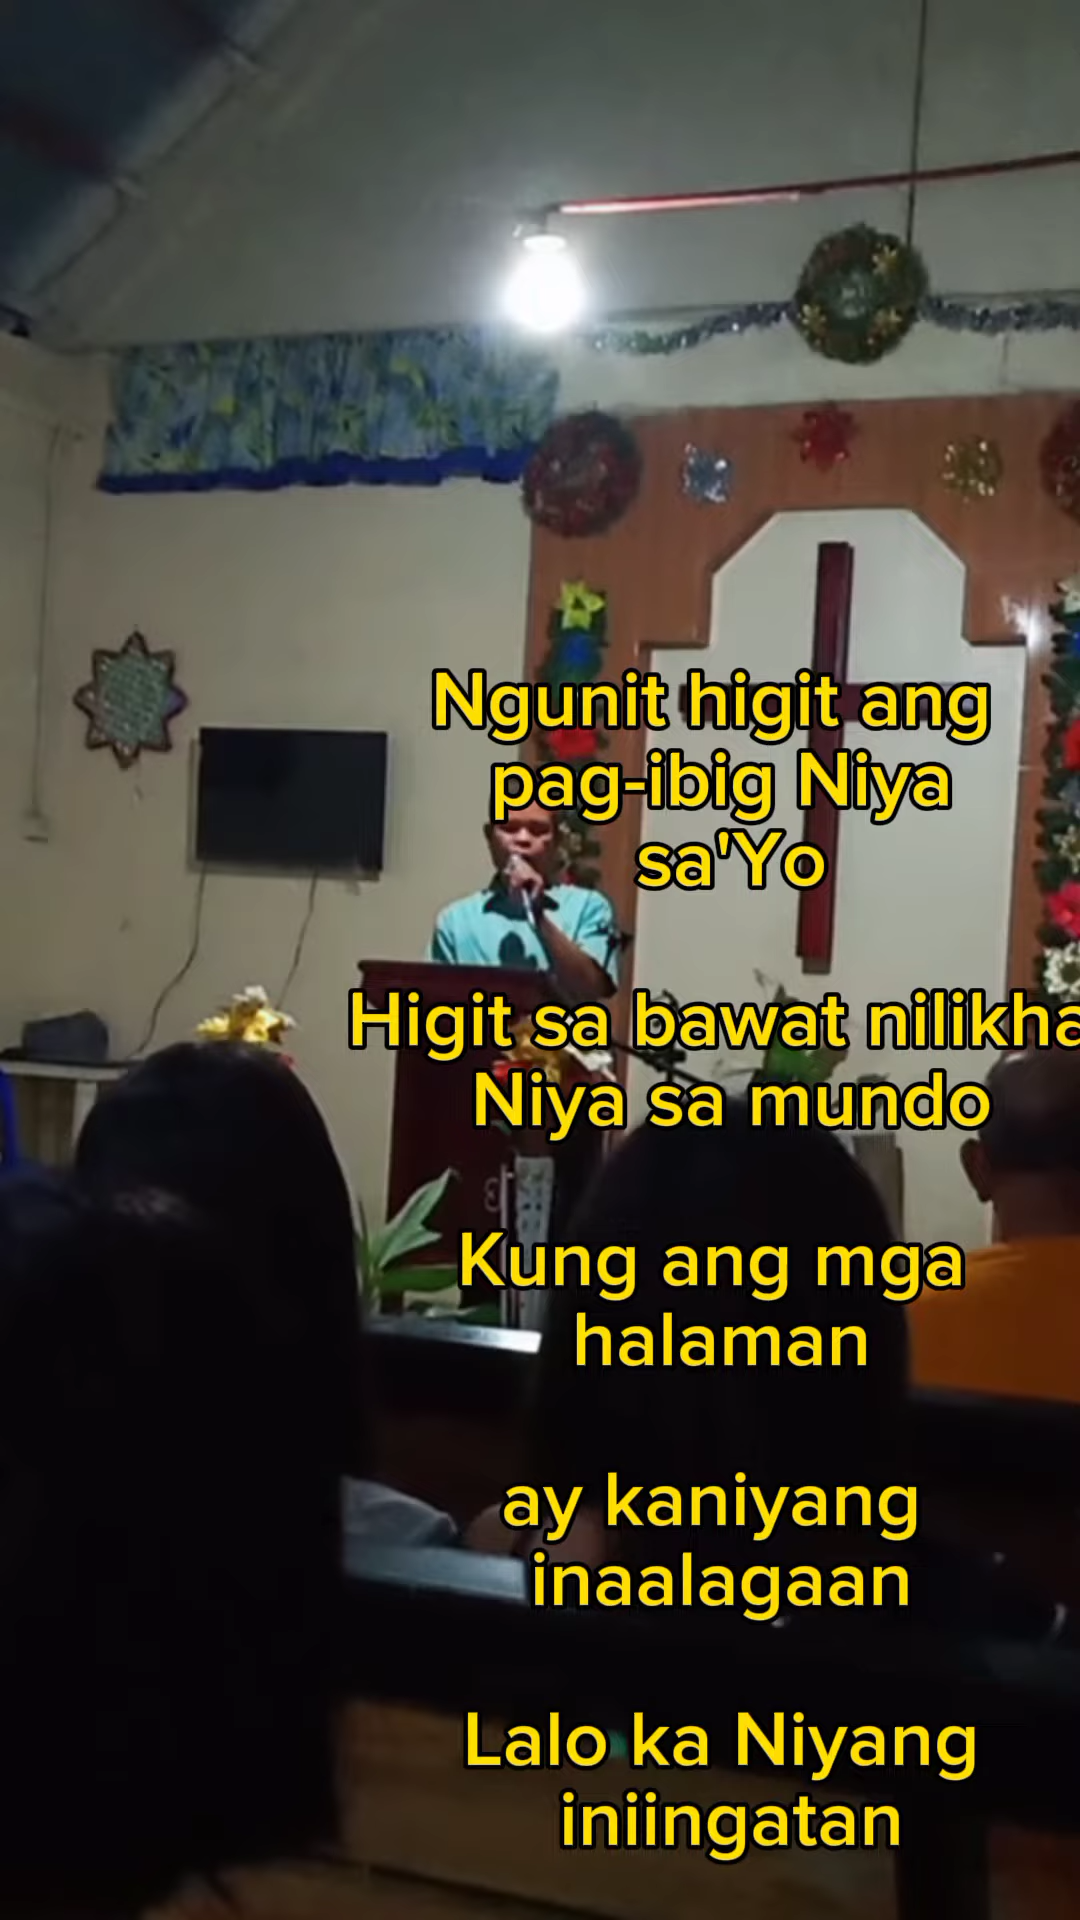 Ngunit higit ang
pag-ibig Niya
sa'Yo
Higit sa bawat nilikha
Niya sa mundo
Kung ang mga
halaman
ay kaniyang
inaalagaan
Lalo ka Niyang
iniingatan